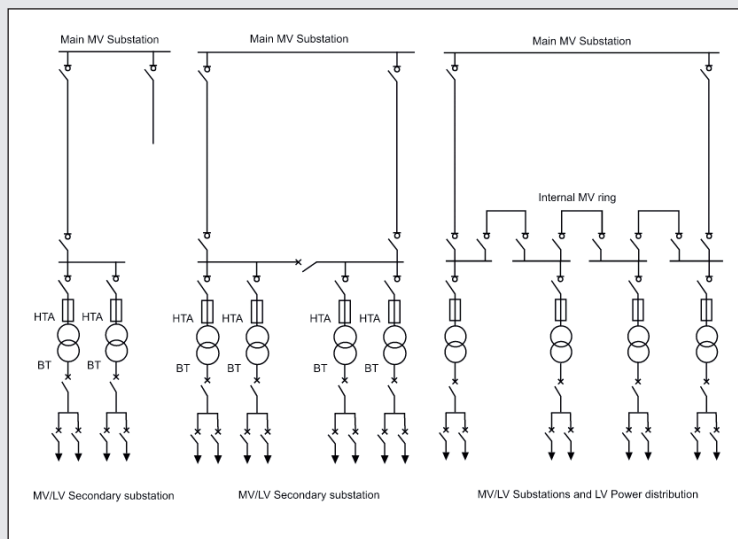 Main MV Substation
Main MV Substation
Main MV Substation
Internal MV ring
HTA
HTA
HTA
HTA
HTA
HTA
BT
BT
BT
BT
BT
BT
MV/LV Secondary substation
MV/LV Secondary substation
MV/LV Substations and LV Power distribution